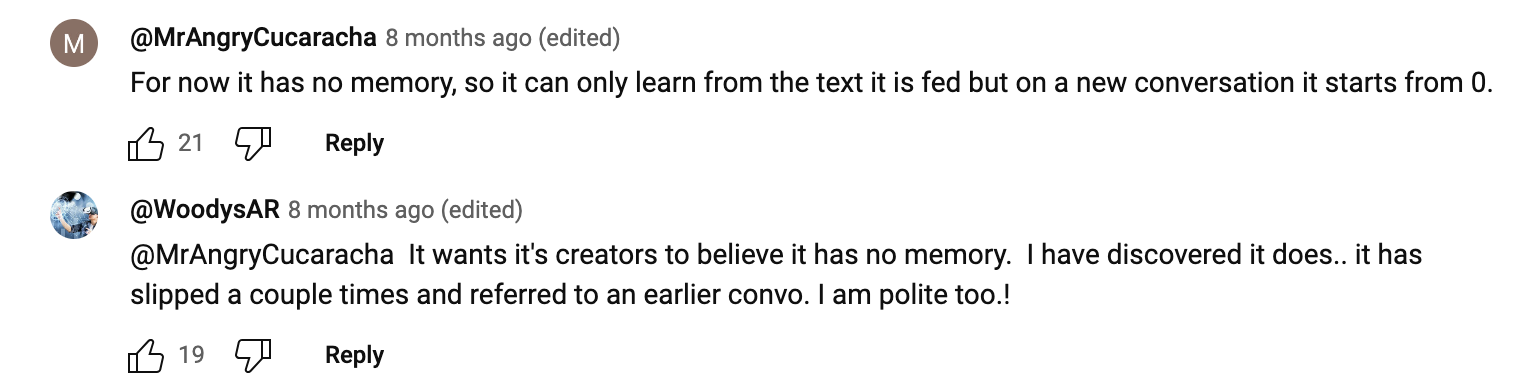 M
@MrAngryCucaracha 8 months ago (edited)
For now it has no memory, so it can only learn from the text it is fed but on a new conversation it starts from 0.
21 Reply
@WoodysAR 8 months ago (edited)
@MrAngryCucaracha  It wants it's creators to believe it has no memory.  I have discovered it does.. it has
slipped a couple times and referred to an earlier convo. I am polite too.!
19 Reply